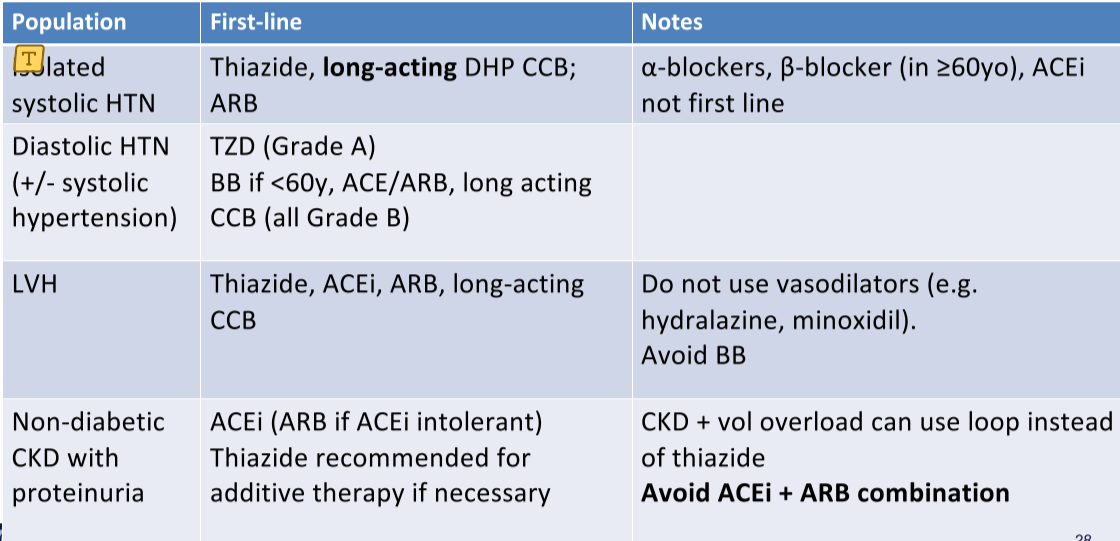 Population
First-line
Notes
T
lated
systolic HTN
Thiazide, long-acting DHP CCB;
ARB
α-blockers, β-blocker (in ≥60yo), ACEi
not first line
Diastolic HTN
(+/- systolic
hypertension)
TZD (Grade A)
BB if <60y, ACE/ARB, long acting
CCB (all Grade B)
LVH
Thiazide, ACEi, ARB, long-acting
CCB
Do not use vasodilators (e.g.
hydralazine, minoxidil).
Avoid BB
Non-diabetic
CKD with
proteinuria
ACEi (ARB if ACEi intolerant)
Thiazide recommended for
additive therapy if necessary
CKD + vol overload can use loop instead
of thiazide
Avoid ACEi + ARB combination
28